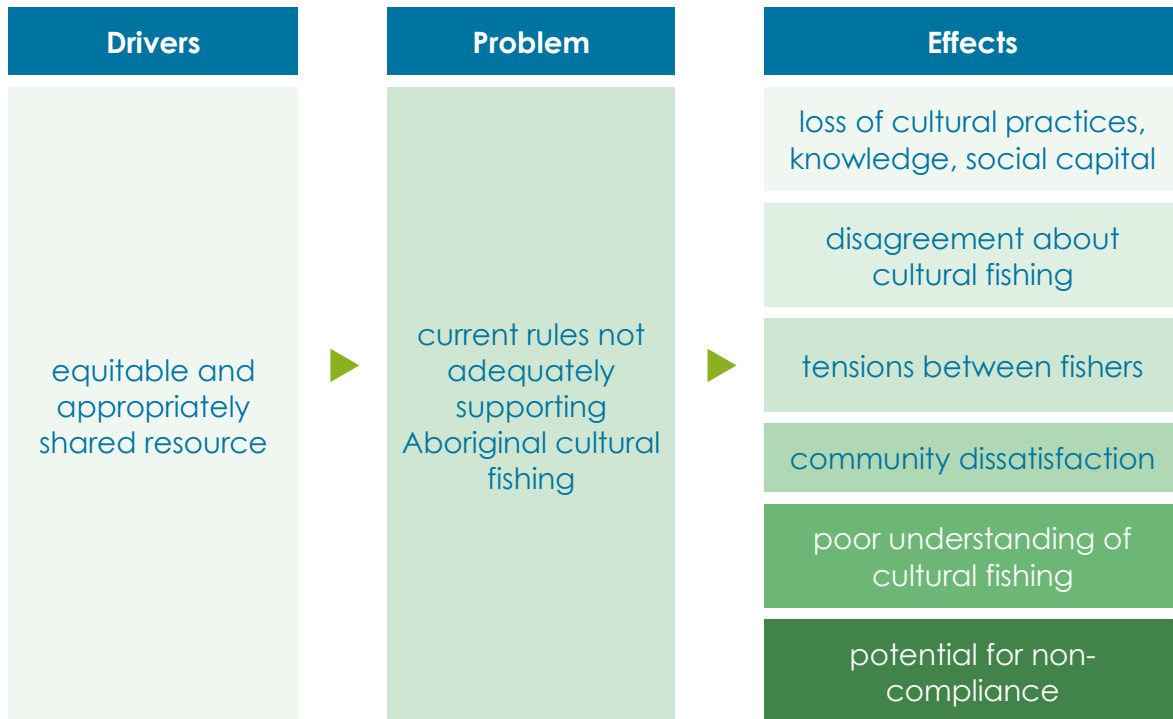 Drivers
equitable and
appropriately
shared resource
Problem
current rules not
adequately
supporting
Aboriginal cultural
fishing
Effects
loss of cultural practices,
knowledge, social capital
disagreement about
cultural fishing
tensions between fishers
community dissatisfaction
poor understanding of
cultural fishing
potential for non-
compliance